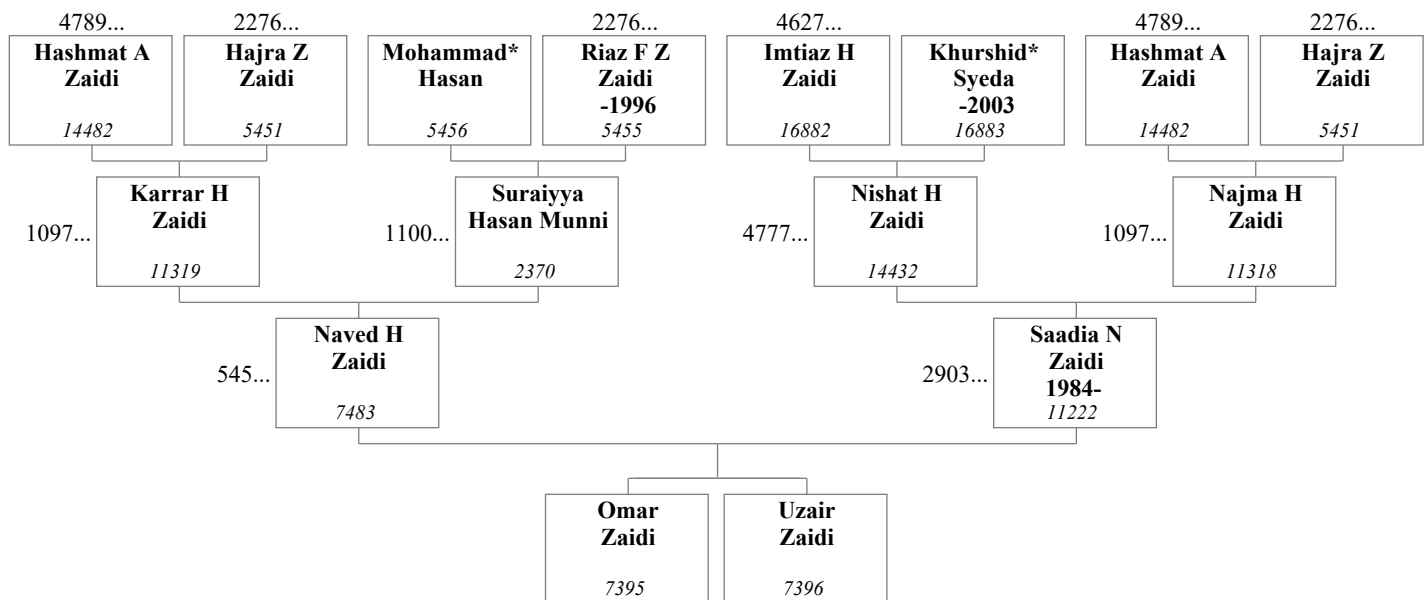 4789...
2276...
2276...
4627...
4789...
2276...
Hashmat A
Zaidi
14482
Hajra Z
Zaidi
5451
Mohammad*
Hasan
5456
Riaz F Z
Zaidi
-1996
5455
Imtiaz H
Zaidi
16882
Khurshid*
Syeda
-2003
16883
Hashmat A
Zaidi
14482
Hajra Z
Zaidi
5451
1097...
Karrar H
Zaidi
11319
1100...
Suraiyya
Hasan Munni
2370
4777...
Nishat H
Zaidi
14432
1097...
Najma H
Zaidi
11318
545...
Naved H
Zaidi
7483
2903...
Saadia N
Zaidi
1984-
11222
Omar
Zaidi
7395
Uzair
Zaidi
7396